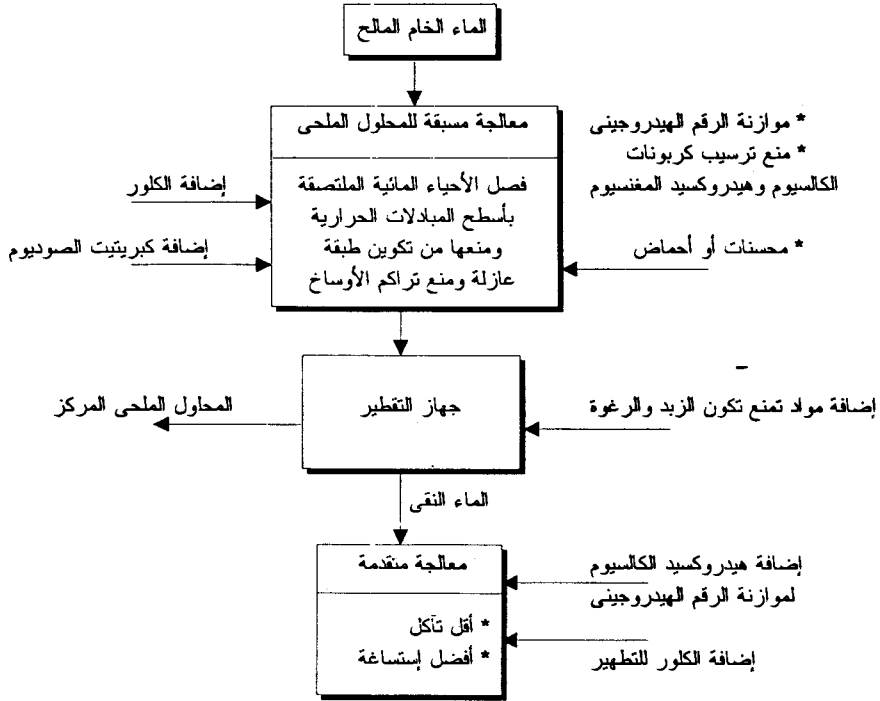 الماء الخام المالح
معالجة مسبقة للمحلول الملحى
فصل الأحياء المائية الملتصقة
بأسطح المبادلات الحرارية
ومنعها من تكوين طبقة
عازلة ومنع تراكم الأوساخ
* موازنة الرقم الهيدروجينى
* منع ترسيب كربونات
الكالسيوم وهيدروكسيد المغنسيوم
* محسنات أو أحماض
إضافة الكلور
إضافة كبريتيت الصوديوم
جهاز التقطير
إضافة مواد تمنع تكون الزبد والرغوة
المحلول الملحى المركز
الماء النقى
معالجة متقدمة
* أقل تآكل
* أفضل إستساغة
إضافة هيدروكسيد الكالسيوم
لموازنة الرقم الهيدروجينى
إضافة الكلور للتطهير